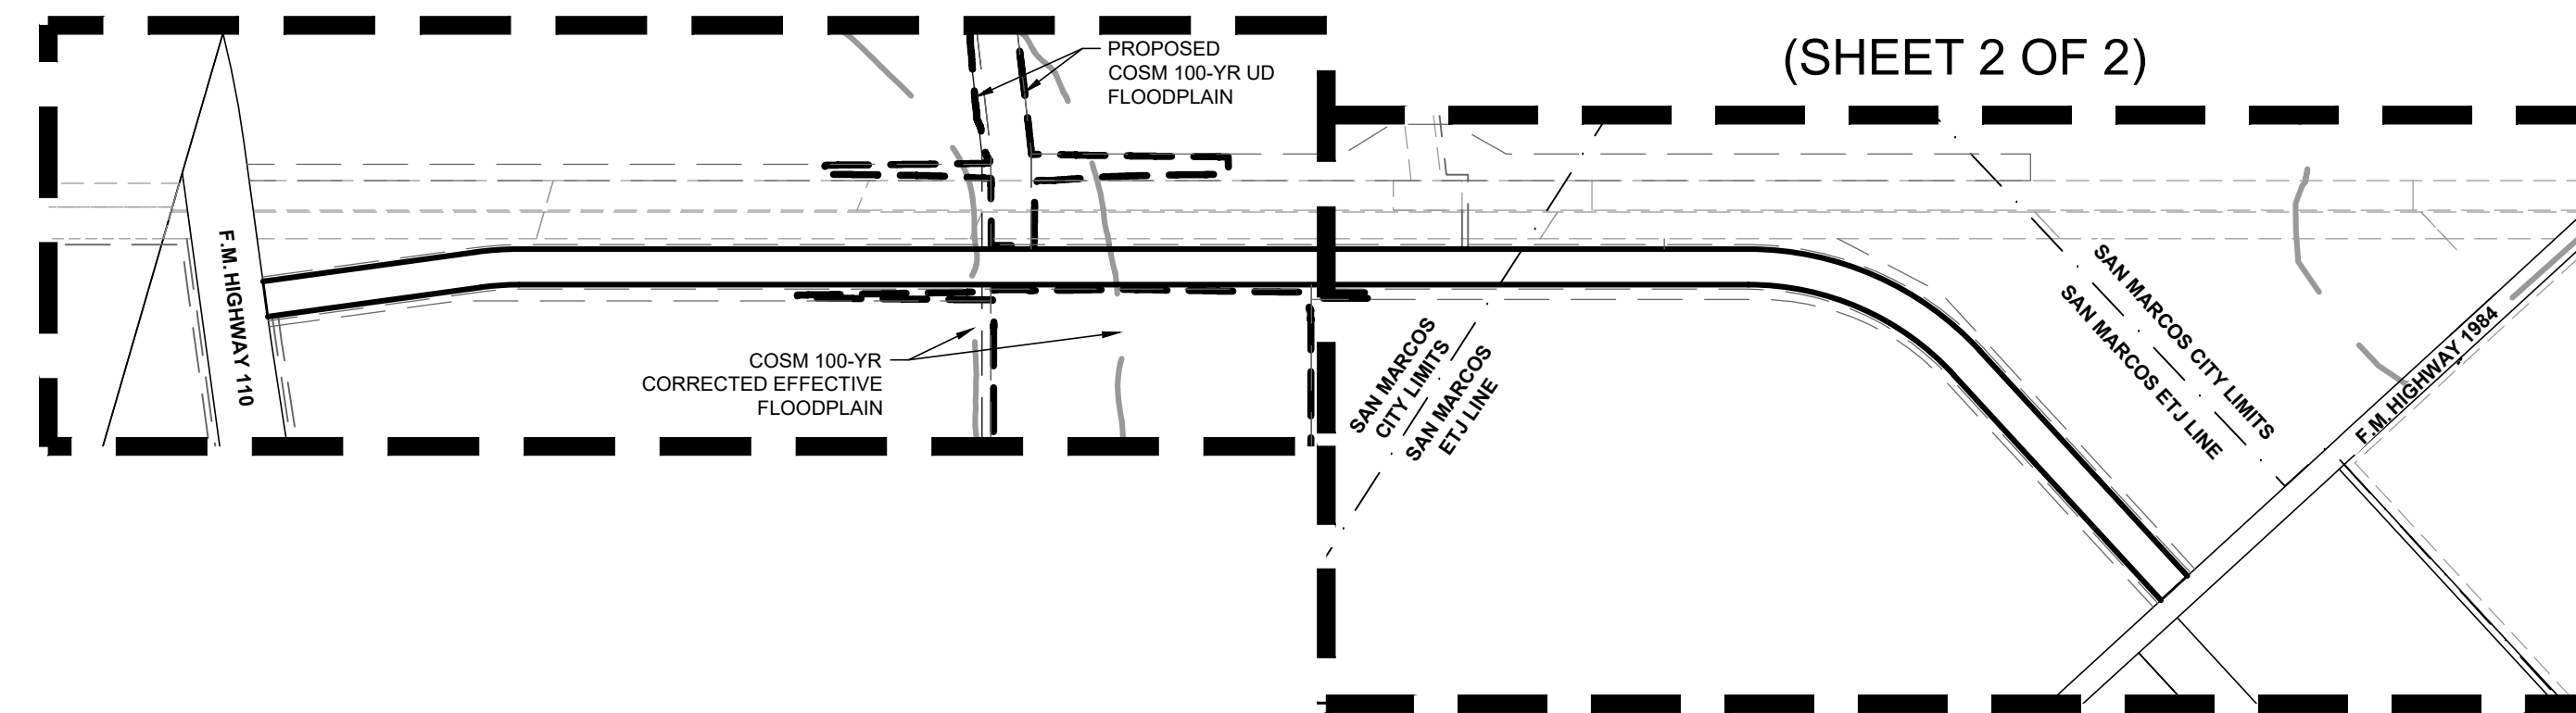 PROPOSED
COSM 100-YR UD
FLOODPLAIN
(SHEET 2 OF 2)
F.M. HIGHWAY 110
COSM 100-YR
CORRECTED EFFECTIVE
FLOODPLAIN
SAN MARCOS
CITY LIMITS
SAN MARCOS
ETJ LINE
SAN MARCOS CITY LIMITS
SAN MARCOS ETJ LINE
F.M. HIGHWAY 1984